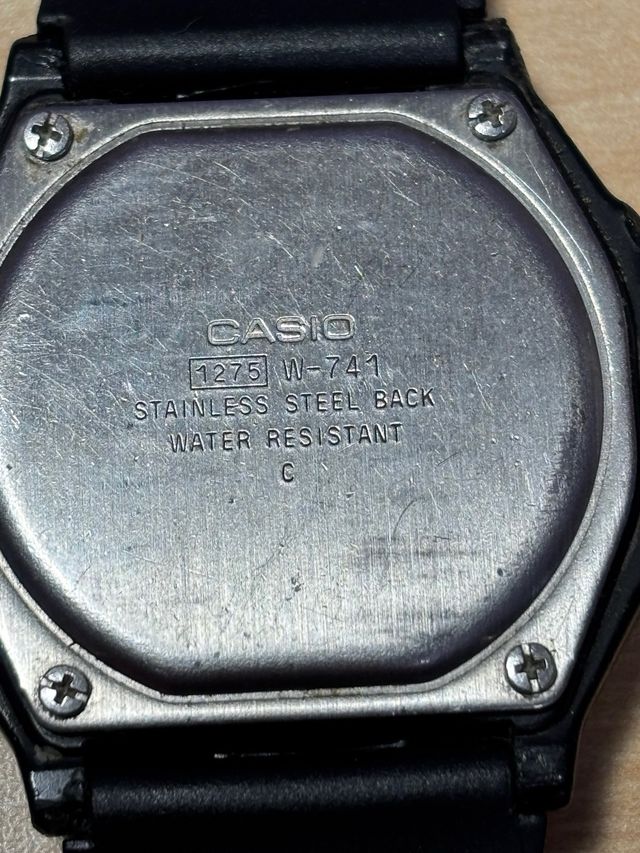 CASIO
1275 W-741
STAINLESS STEEL BACK
WATER RESISTANT
C